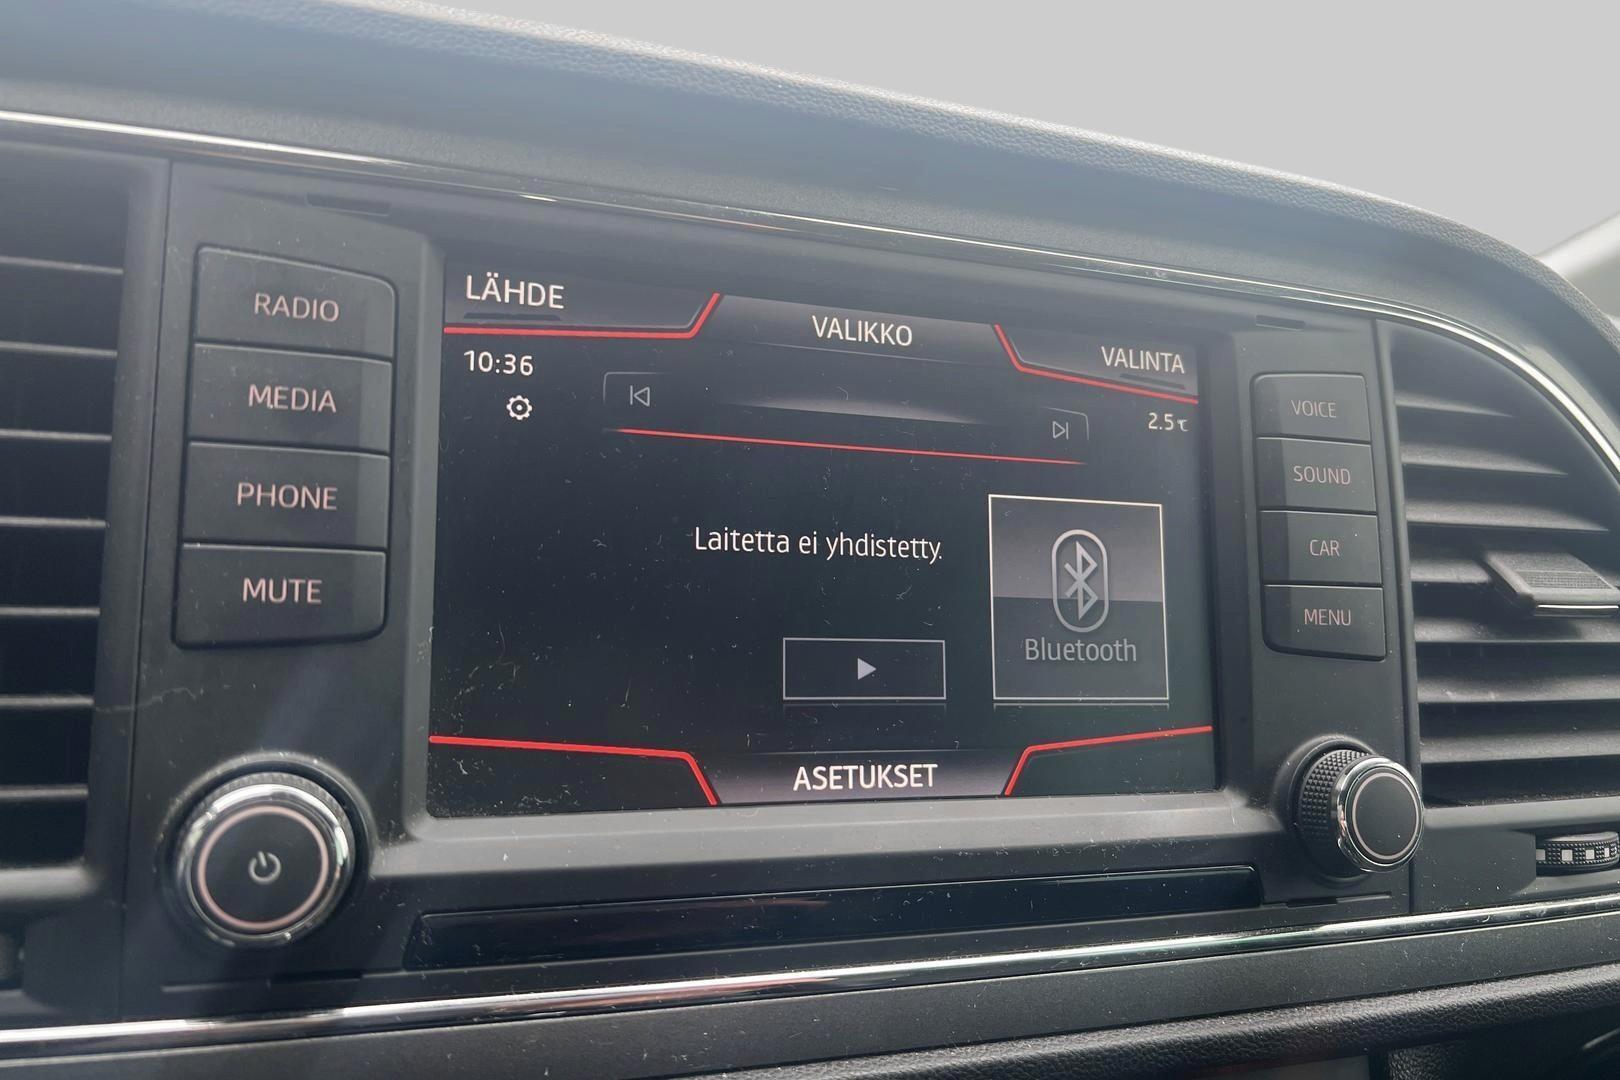 RADIO
MEDIA
PHONE
MUTE
LÄHDE
VALIKKO
VALINTA
10:36
2.5℃
Laitetta ei yhdistetty.
Bluetooth
ASETUKSET
VOICE
SOUND
CAR
MENU